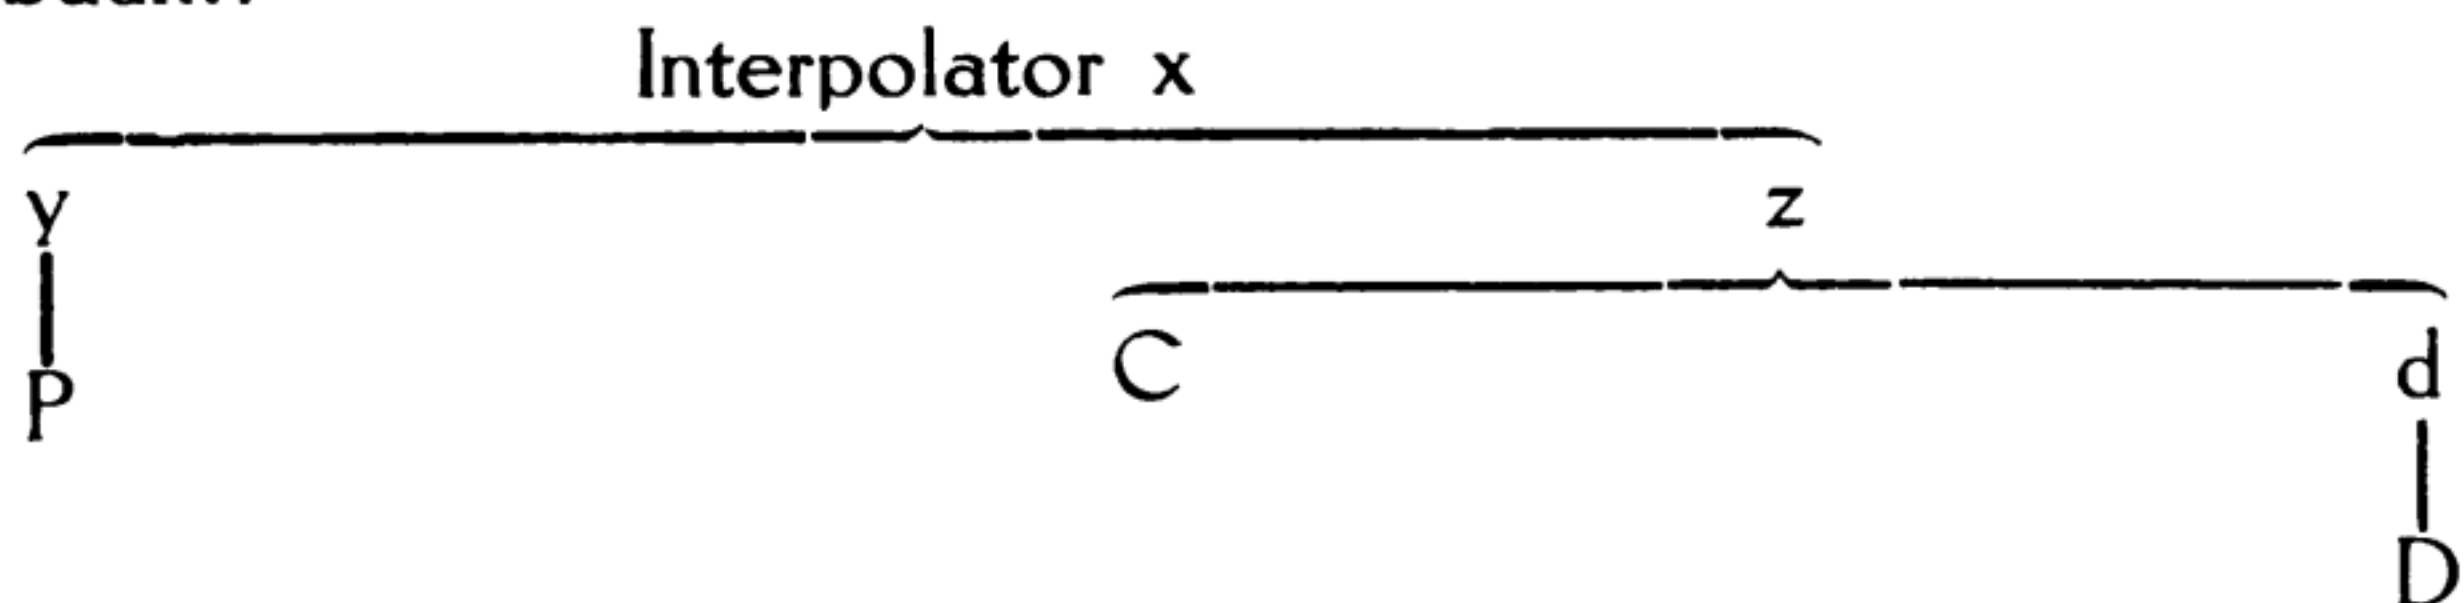 Interpolator x
y z
C d
P
D